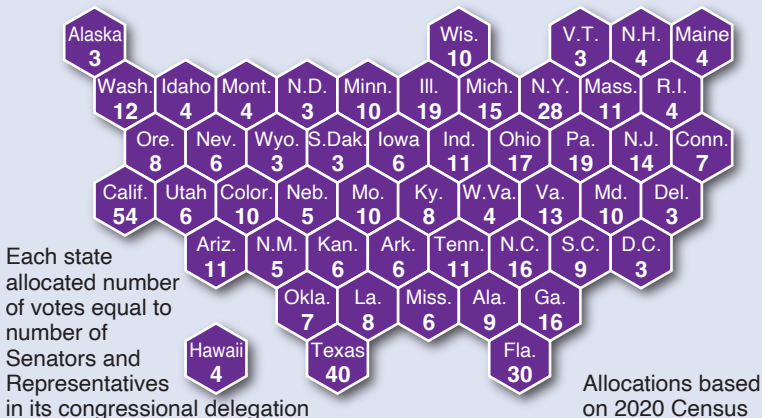 Alaska
3
Wis.
10
V.T.
3
N.H.
4
Maine
4
Wash.
12
Idaho
4
Mont.
4
N.D.
3
Minn.
10
Ill.
19
Mich.
15
N.Y.
28
Mass.
11
R.I.
4
Ore.
8
Nev.
6
Wyo.
3
S.Dak.
3
Iowa
6
Ind.
11
Ohio
17
Pa.
19
N.J.
14
Conn.
7
Calif.
54
Utah
6
Color.
10
Neb.
5
Mo.
10
Ky.
8
W.Va.
4
Va.
13
Md.
10
Del.
3
Ariz.
11
N.M.
5
Kan.
6
Ark.
6
Tenn.
11
N.C.
16
S.C.
9
D.C.
3
Okla.
7
La.
8
Miss.
6
Ala.
9
Ga.
16
Hawaii
4
Texas
40
Fla.
30
Each state
allocated number
of votes equal to
number of
Senators and
Representatives
in its congressional delegation
Allocations based
on 2020 Census